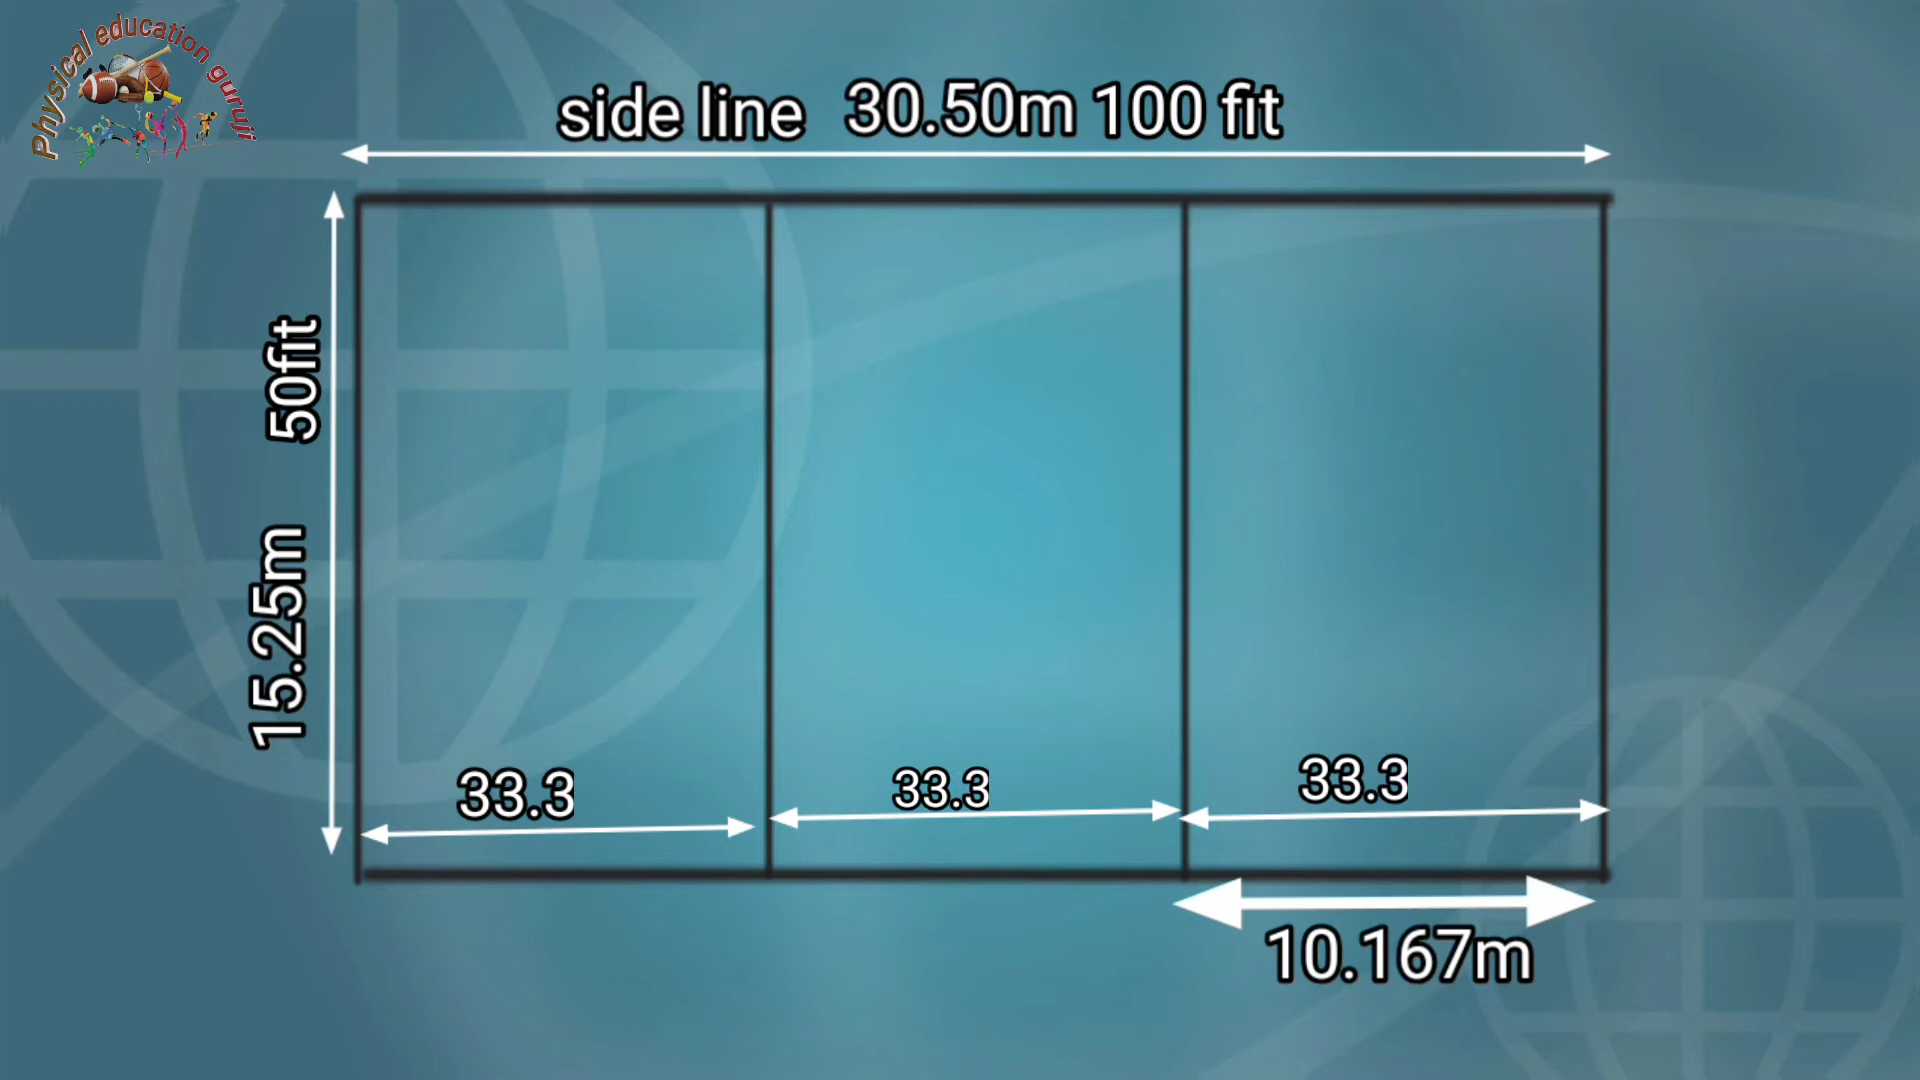 Physical education guruji
side line 30.50m 100 fit
50fit
15.25m
33.3
33.3
33.3
10.167m